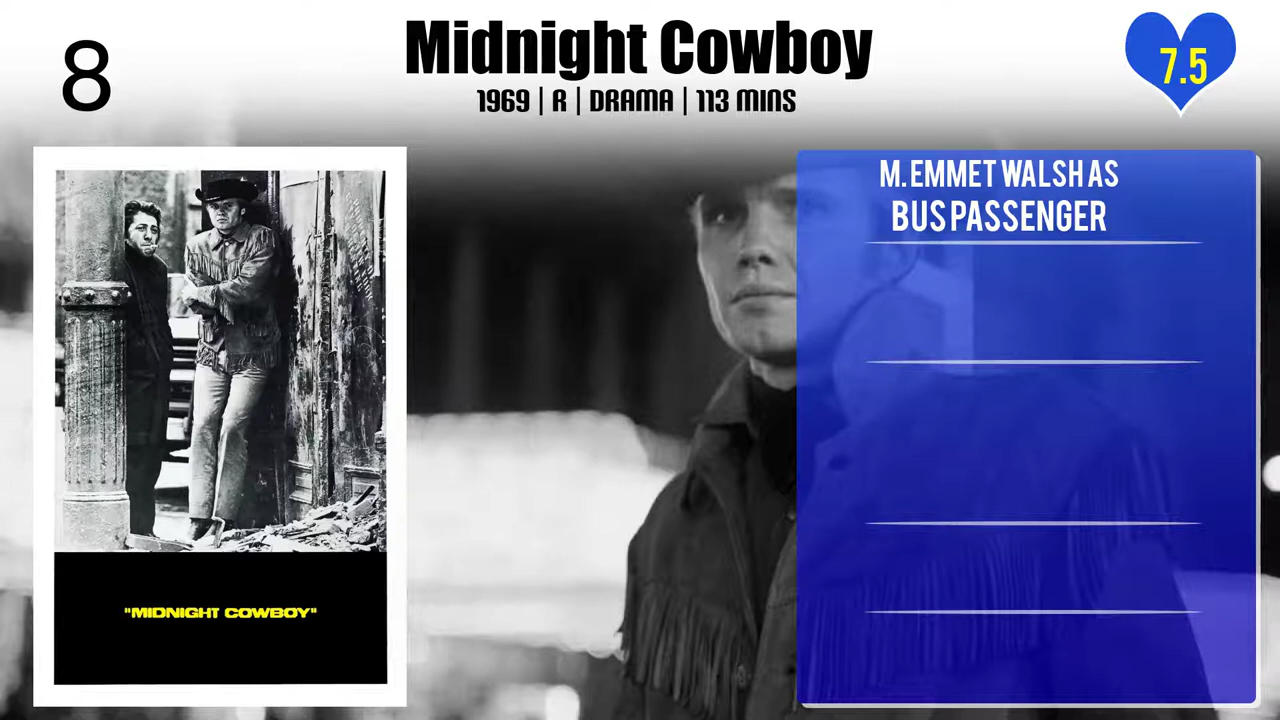 8
Midnight Cowboy
1969 | R | DRAMA | 113 MINS
7.5
M. EMMET WALSH AS
BUS PASSENGER
"MIDNIGHT COWBOY"